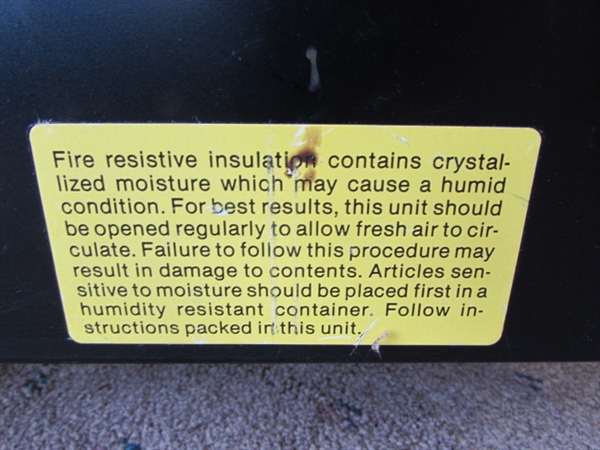 Fire resistive insulation contains crystal-
lized moisture which may cause a humid
condition. For best results, this unit should
be opened regularly to allow fresh air to cir-
culate. Failure to follow this procedure may
result in damage to contents. Articles sen-
sitive to moisture should be placed first in a
humidity resistant container. Follow in-
structions packed in this unit.